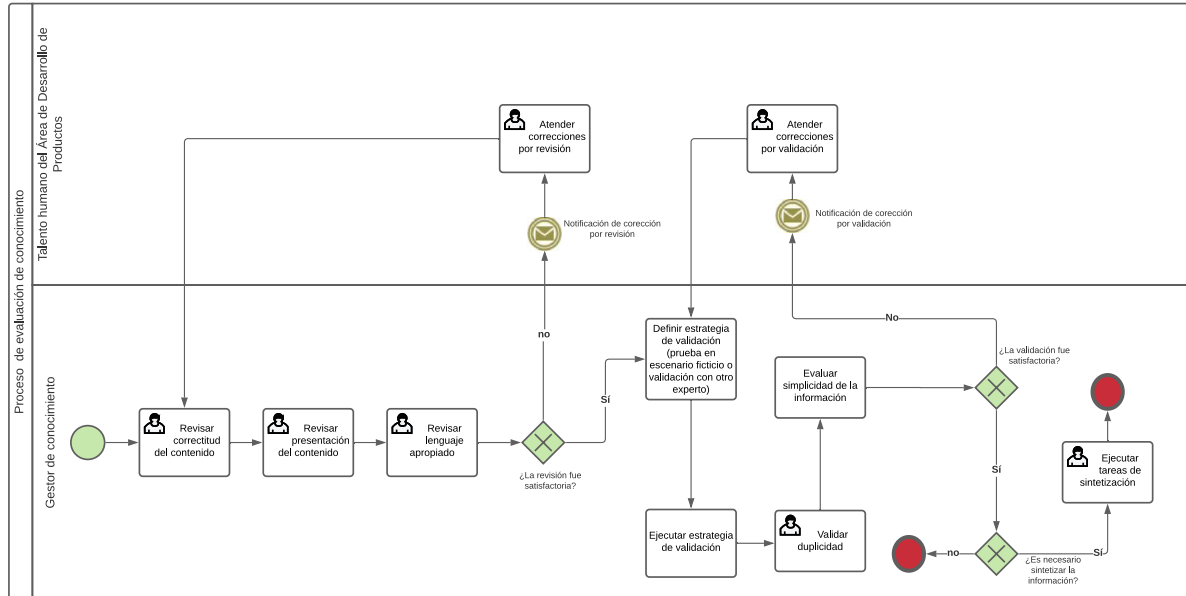 Proceso de evaluación de conocimiento
Talento humano del Área de Desarrollo de
Productos
Atender
correcciones
por revisión
Atender
correcciones
por validación
Notificación de corección
por revisión
Notificación de corección
por validación
Gestor de conocimiento
Revisar
correctitud
del contenido
Revisar
presentación
del contenido
Revisar
lenguaje
apropiado
¿La revisión fue
satisfactoria?
no
Sí
Definir estrategia
de validación
(prueba en
escenario ficticio o
validación con otro
experto)
Ejecutar estrategia
de validación
Validar
duplicidad
Evaluar
simplicidad de la
información
No
¿La validación fue
satisfactoria?
Sí
¿Es necesario
sintetizar la
información?
no
Sí
Ejecutar
tareas de
sintetización